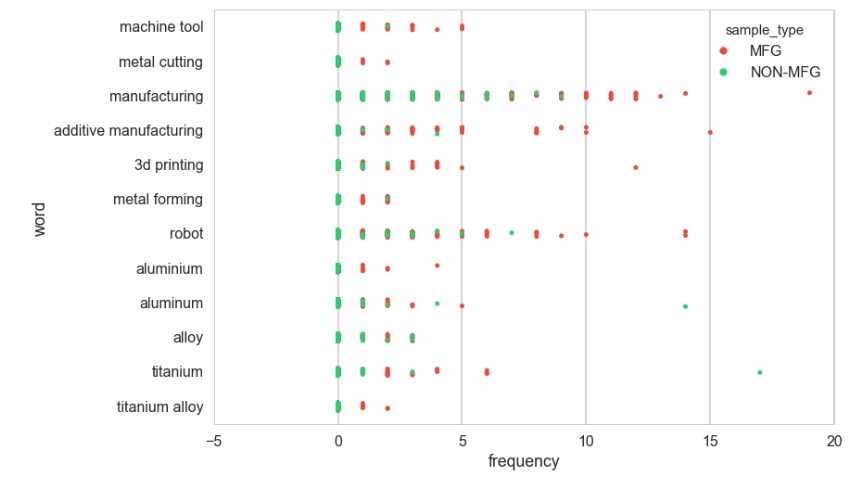 machine tool
metal cutting
manufacturing
additive manufacturing
3d printing
metal forming
robot
aluminium
aluminum
alloy
titanium
titanium alloy
word
sample_type
MFG
NON-MFG
−5 0 5 10 15 20
frequency